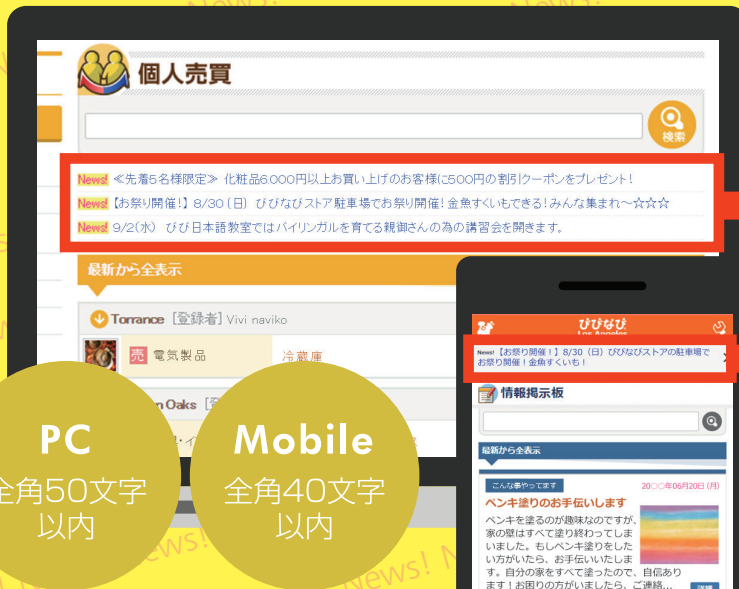 News!
News!
個人売買
検索
News! ≪先着5名様限定≫ 化粧品6,000円以上お買い上げのお客様に500円の割引クーポンをプレゼント!
News! 【お祭り開催!】8/30(日) びびなびストア駐車場でお祭り開催!金魚すくいもできる!みんな集まれ～☆☆☆
News! 9/2(水) びび日本語教室ではバイリンガルを育てる親御さんの為の講習会を開きます。
最新から全表示
Torrance [登録者] Vivi naviko
売 電気製品 冷蔵庫
n Oaks
PC
全角50文字
以内
Mobile
全角40文字
以内
びびなび
Los Angeles
News! 【お祭り開催!】8/30(日)びびなびストアの駐車場で
お祭り開催!金魚すくいも!
情報掲示板
最新から全表示
こんな事やってます
20○○年06月20日(月)
ペンキ塗りのお手伝いします
ペンキを塗るのが趣味なのですが、
家の壁はすべて塗り終わってしま
いました。もしペンキ塗りをした
い方がいたら、お手伝いいたしま
す。自分の家をすべて塗ったので、自信あり
ます!お困りの方がいましたら、ご連絡...
詳細
ews!
News! N